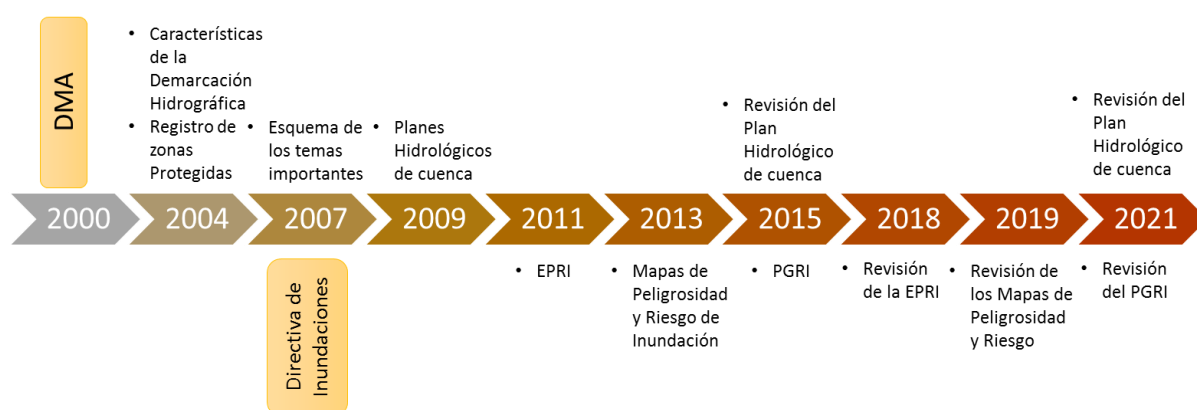 DMA
• Características
de la
Demarcación
Hidrográfica
• Registro de
zonas
Protegidas
• Esquema de
los temas
importantes
• Planes
Hidrológicos
de cuenca
• Revisión del
Plan
Hidrológico
de cuenca
• Revisión del
Plan
Hidrológico
de cuenca
2000
2004
2007
2009
2011
2013
2015
2018
2019
2021
Directiva de
Inundaciones
• EPRI
• Mapas de
Peligrosidad
y Riesgo de
Inundación
• PGRI
• Revisión
de la EPRI
• Revisión de
los Mapas de
Peligrosidad
y Riesgo
• Revisión
del PGRI